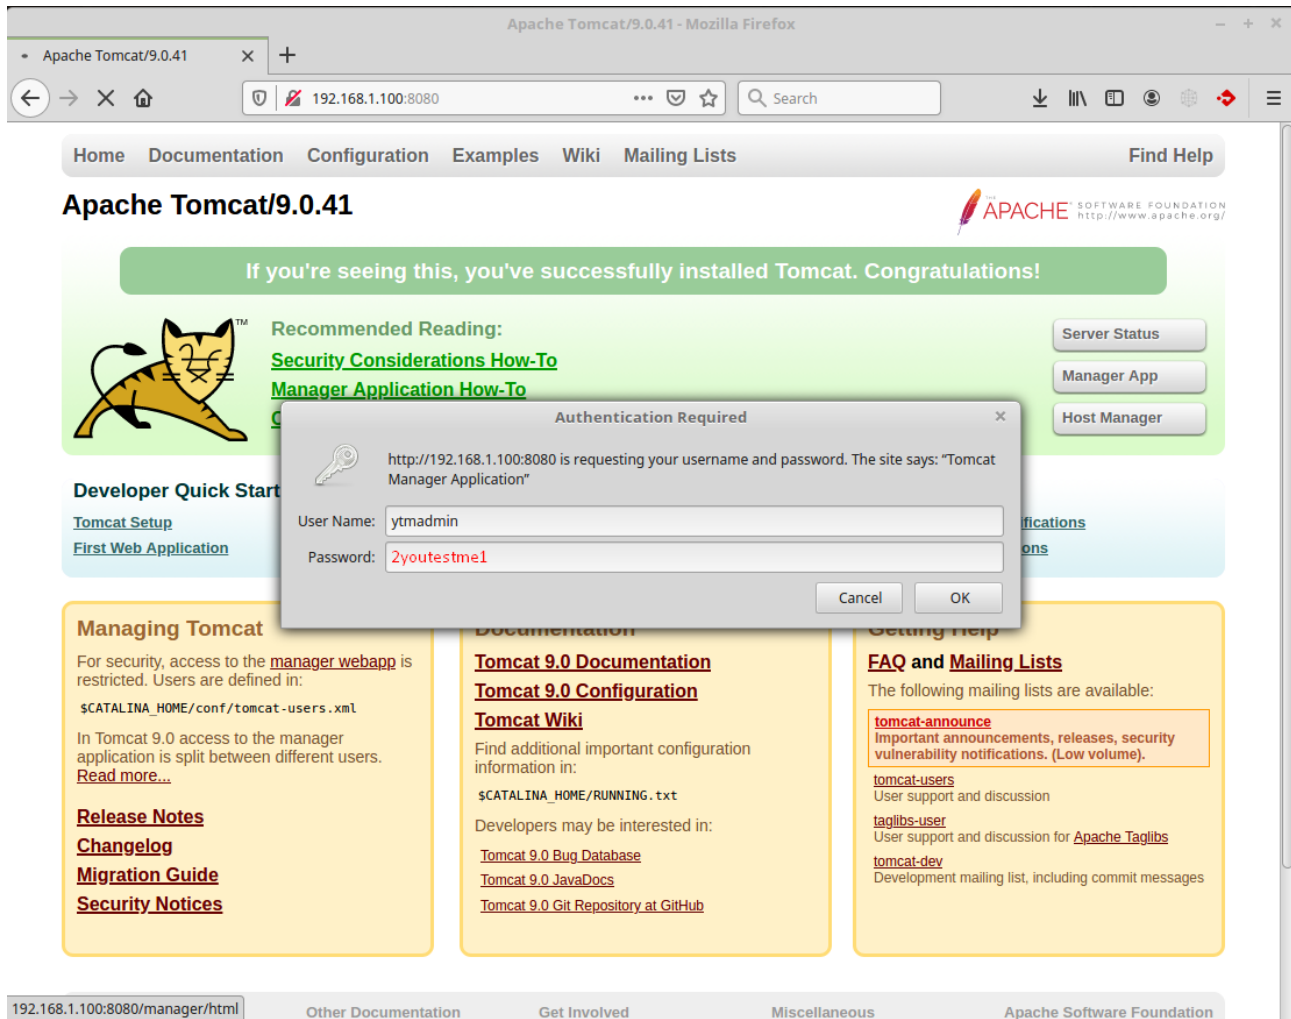 Apache Tomcat/9.0.41 - Mozilla Firefox
Apache Tomcat/9.0.41
192.168.1.100:8080
Search
Home Documentation Configuration Examples Wiki Mailing Lists Find Help
Apache Tomcat/9.0.41
THE APACHE SOFTWARE FOUNDATION
http://www.apache.org/
If you're seeing this, you've successfully installed Tomcat. Congratulations!
TM
Recommended Reading:
Security Considerations How-To
Manager Application How-To
Server Status
Manager App
Host Manager
Authentication Required
http://192.168.1.100:8080 is requesting your username and password. The site says: “Tomcat
Manager Application”
User Name: ytmadmin
Password: 2youtestme1
Cancel OK
Developer Quick Start
Tomcat Setup
First Web Application
Managing Tomcat
For security, access to the manager webapp is
restricted. Users are defined in:
$CATALINA_HOME/conf/tomcat-users.xml
In Tomcat 9.0 access to the manager
application is split between different users.
Read more...
Release Notes
Changelog
Migration Guide
Security Notices
Documentation
Tomcat 9.0 Documentation
Tomcat 9.0 Configuration
Tomcat Wiki
Find additional important configuration
information in:
$CATALINA_HOME/RUNNING.txt
Developers may be interested in:
Tomcat 9.0 Bug Database
Tomcat 9.0 JavaDocs
Tomcat 9.0 Git Repository at GitHub
Getting Help
FAQ and Mailing Lists
The following mailing lists are available:
tomcat-announce
Important announcements, releases, security
vulnerability notifications. (Low volume).
tomcat-users
User support and discussion
taglibs-user
User support and discussion for Apache Taglibs
tomcat-dev
Development mailing list, including commit messages
192.168.1.100:8080/manager/html
Other Documentation Get Involved Miscellaneous Apache Software Foundation